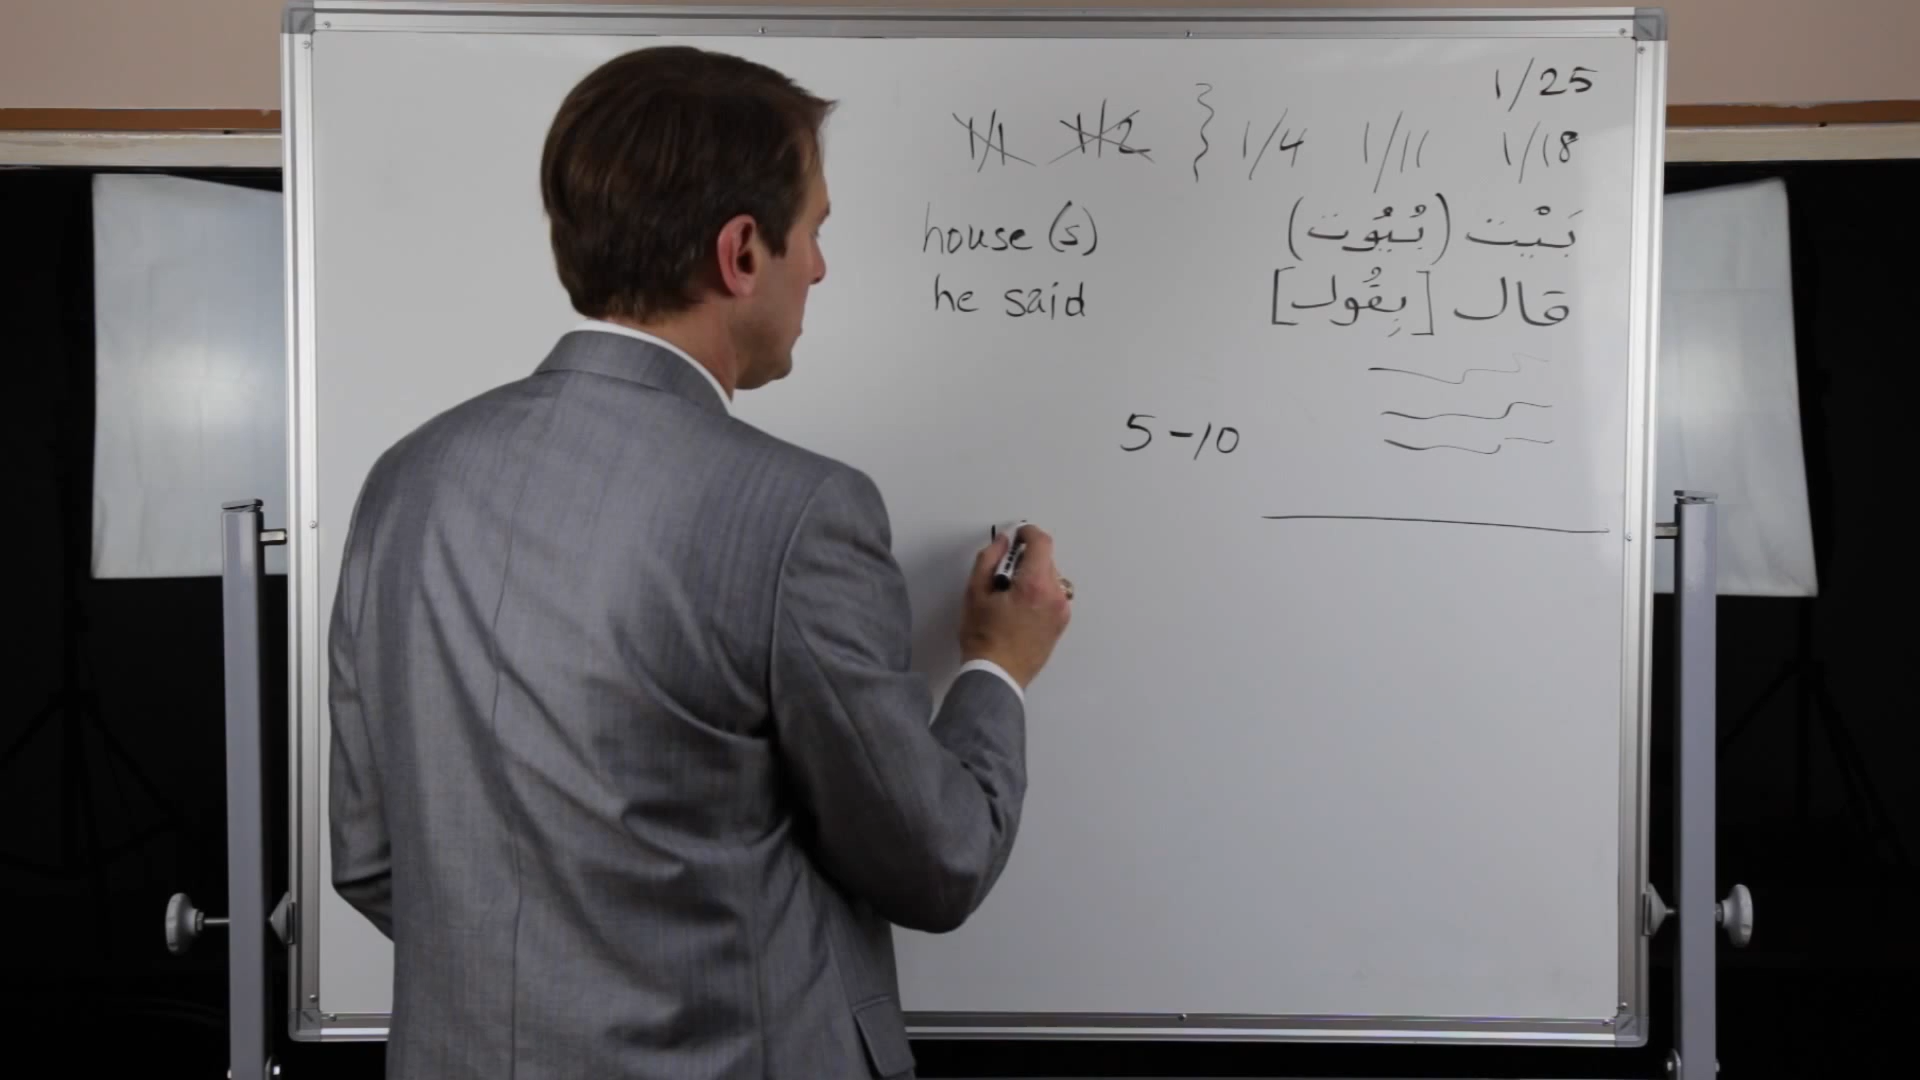 1/25
1/1 1/2 } 1/4 1/11 1/18
house (s) بَيْت (بُيُوت)
he said قال [بِقُول]
5-10